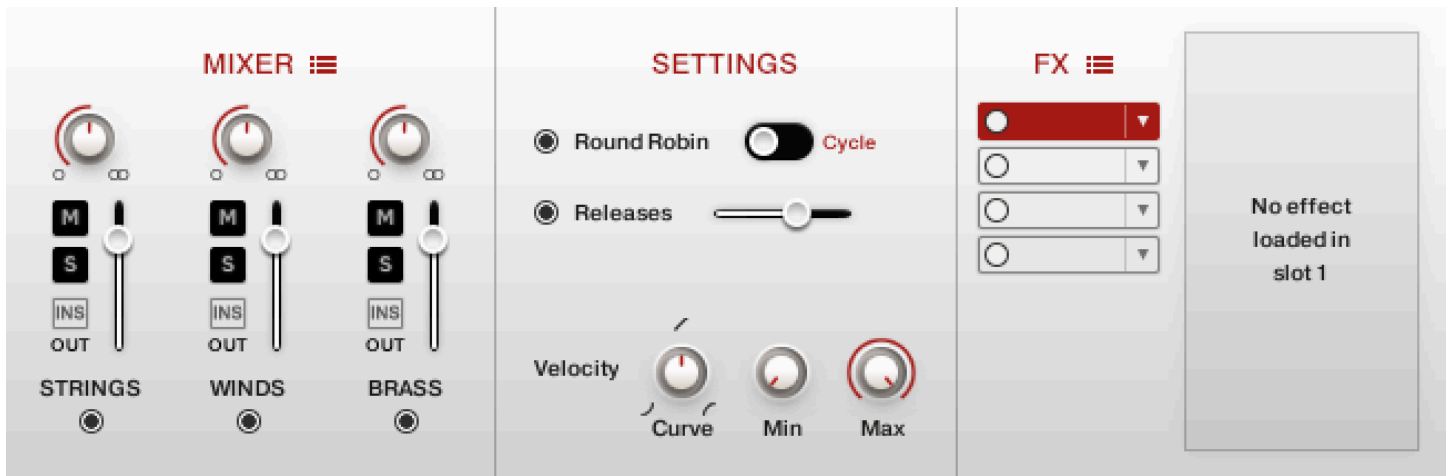 MIXER
M
S
INS
OUT
STRINGS
M
S
INS
OUT
WINDS
M
S
INS
OUT
BRASS
SETTINGS
Round Robin Cycle
Releases
Velocity
Curve Min Max
FX
No effect
loaded in
slot 1